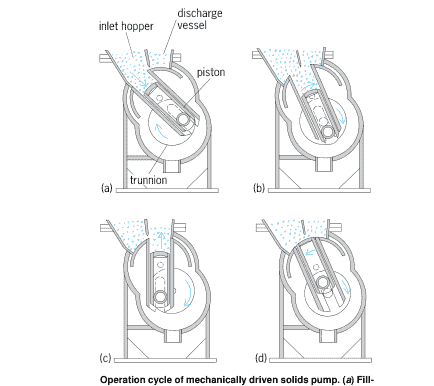 discharge
inlet hopper vessel
piston
trunnion
(a)
(b)
(c)
(d)
Operation cycle of mechanically driven solids pump. (a) Fill-